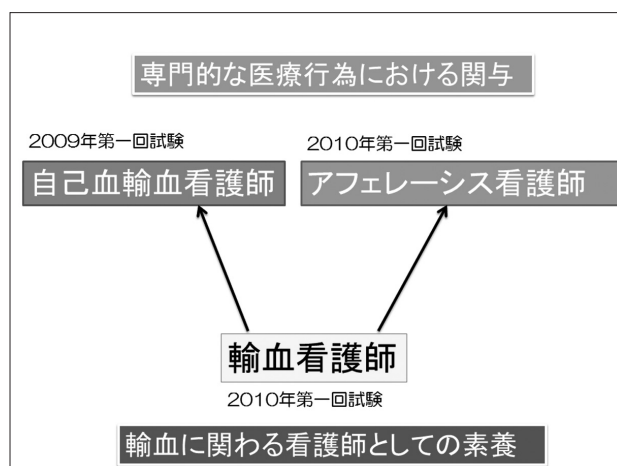 専門的な医療行為における関与
2009年第一回試験
2010年第一回試験
自己血輸血看護師
アフェレーシス看護師
輸血看護師
2010年第一回試験
輸血に関わる看護師としての素養